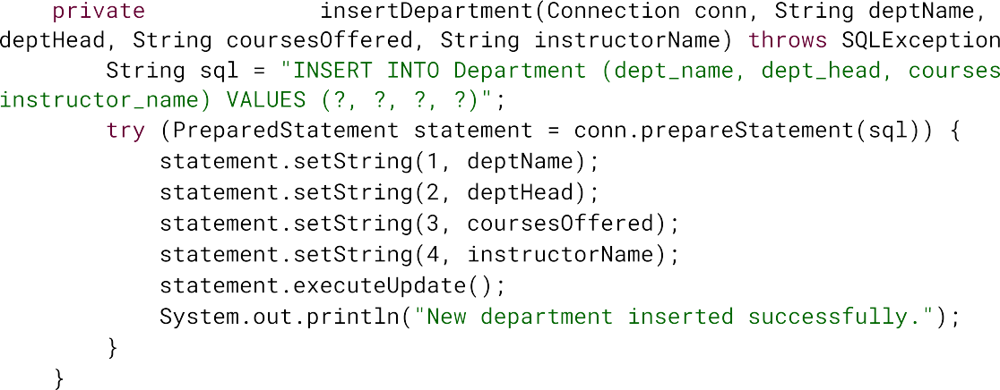 private             insertDepartment(Connection conn, String deptName,
deptHead, String coursesOffered, String instructorName) throws SQLException
        String sql = "INSERT INTO Department (dept_name, dept_head, courses
instructor_name) VALUES (?, ?, ?, ?)";
        try (PreparedStatement statement = conn.prepareStatement(sql)) {
            statement.setString(1, deptName);
            statement.setString(2, deptHead);
            statement.setString(3, coursesOffered);
            statement.setString(4, instructorName);
            statement.executeUpdate();
            System.out.println("New department inserted successfully.");
        }
    }